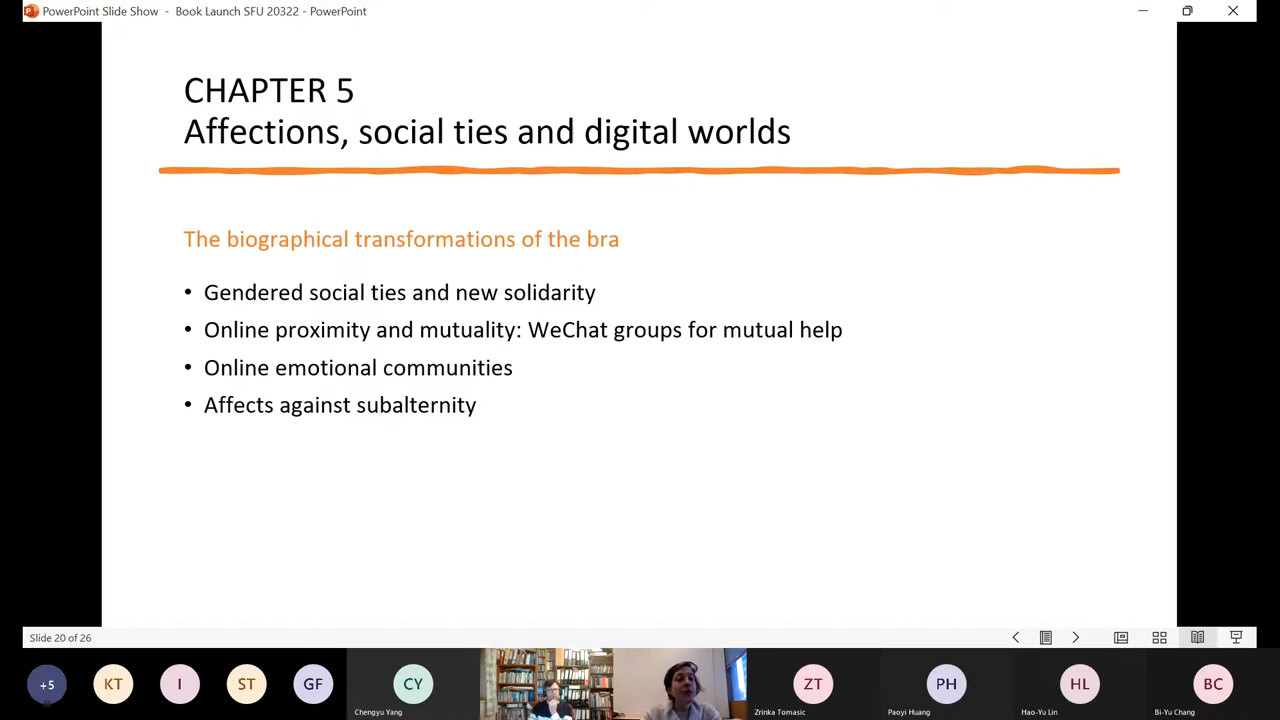 PowerPoint Slide Show - Book Launch SFU 20322 - PowerPoint
CHAPTER 5
Affections, social ties and digital worlds
The biographical transformations of the bra
• Gendered social ties and new solidarity
• Online proximity and mutuality: WeChat groups for mutual help
• Online emotional communities
• Affects against subalternity
Slide 20 of 26
+5 KT I ST GF CY ZT PH HL BC
Chengyu Yang Zrinka Tomasic Paoyi Huang Hao-Yu Lin Bi-Yu Chang